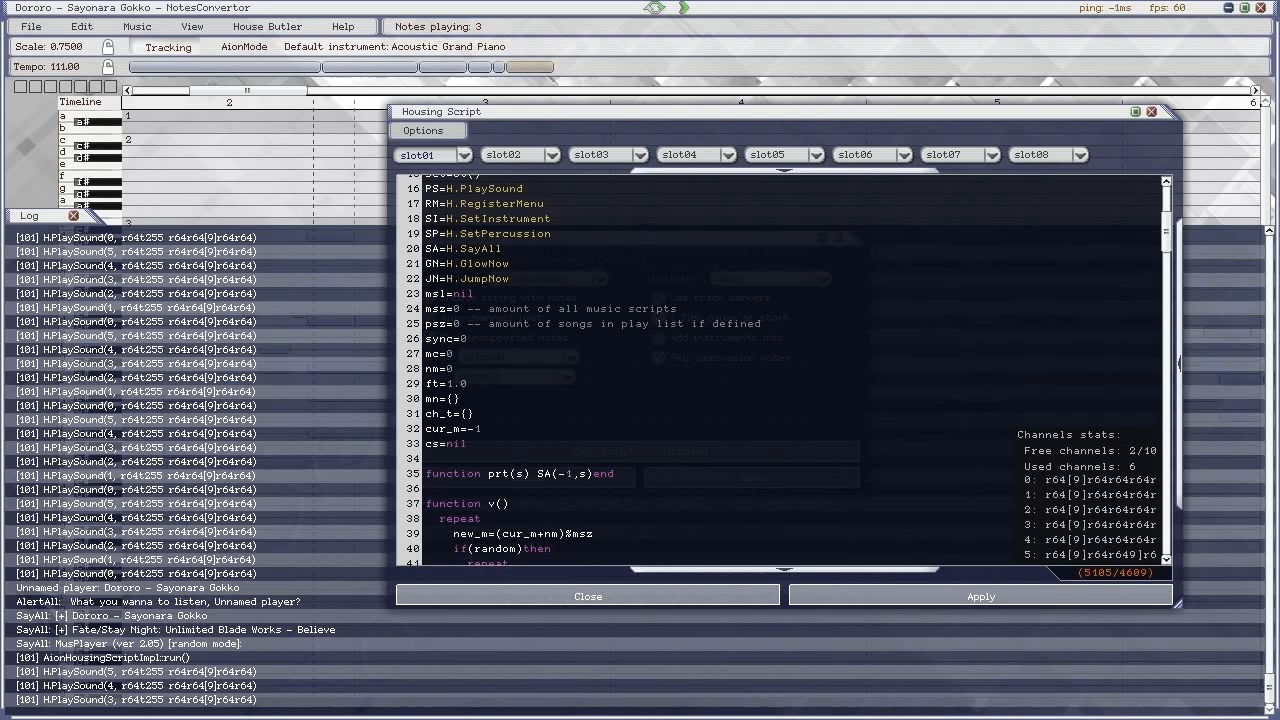 Dororo - Sayonara Gokko - NotesConvertor
ping: -1ms fps: 60
File Edit Music View House Butler Help Notes playing: 3
Scale: 0.7500 Tracking AionMode Default instrument: Acoustic Grand Piano
Tempo: 111.00
Timeline 2 3 4 5 6
a
a#
b
c
c#
d
d#
e
f
f#
g
g#
a
a#
1
2
3
Housing Script
Options
slot01 slot02 slot03 slot04 slot05 slot06 slot07 slot08
16 PS=H.PlaySound
17 RM=H.RegisterMenu
18 SI=H.SetInstrument
19 SP=H.SetPercussion
20 SA=H.SayAll
21 GN=H.GlowNow
22 JN=H.JumpNow
23 msl=nil
24 msz=0 -- amount of all music scripts
25 psz=0 -- amount of songs in play list if defined
26 sync=0
27 mc=0
28 nm=0
29 ft=1.0
30 mn={}
31 ch_t={}
32 cur_m=-1
33 cs=nil
34
35 function prt(s) SA(-1,s)end
36
37 function v()
38 repeat
39 new_m=(cur_m+nm)%msz
40 if(random)then
41 repeat
Channels stats:
Free channels: 2/10
Used channels: 6
0: r64[9]r64r64r64r
1: r64[9]r64r64r64r
2: r64[9]r64r64r64r
3: r64[9]r64r64r64r
4: r64[9]r64r64r64r
5: r64[9]r64r649]r6
(5105/4609)
Close Apply
Log
[101] H.PlaySound(0, r64t255 r64r64[9]r64r64)
[101] H.PlaySound(5, r64t255 r64r64[9]r64r64)
[101] H.PlaySound(4, r64t255 r64r64[9]r64r64)
[101] H.PlaySound(3, r64t255 r64r64[9]r64r64)
[101] H.PlaySound(2, r64t255 r64r64[9]r64r64)
[101] H.PlaySound(1, r64t255 r64r64[9]r64r64)
[101] H.PlaySound(0, r64t255 r64r64[9]r64r64)
[101] H.PlaySound(5, r64t255 r64r64[9]r64r64)
[101] H.PlaySound(4, r64t255 r64r64[9]r64r64)
[101] H.PlaySound(3, r64t255 r64r64[9]r64r64)
[101] H.PlaySound(2, r64t255 r64r64[9]r64r64)
[101] H.PlaySound(1, r64t255 r64r64[9]r64r64)
[101] H.PlaySound(0, r64t255 r64r64[9]r64r64)
[101] H.PlaySound(5, r64t255 r64r64[9]r64r64)
[101] H.PlaySound(4, r64t255 r64r64[9]r64r64)
[101] H.PlaySound(3, r64t255 r64r64[9]r64r64)
[101] H.PlaySound(2, r64t255 r64r64[9]r64r64)
[101] H.PlaySound(1, r64t255 r64r64[9]r64r64)
[101] H.PlaySound(0, r64t255 r64r64[9]r64r64)
[101] H.PlaySound(5, r64t255 r64r64[9]r64r64)
[101] H.PlaySound(4, r64t255 r64r64[9]r64r64)
[101] H.PlaySound(3, r64t255 r64r64[9]r64r64)
[101] H.PlaySound(2, r64t255 r64r64[9]r64r64)
[101] H.PlaySound(1, r64t255 r64r64[9]r64r64)
[101] H.PlaySound(0, r64t255 r64r64[9]r64r64)
Unnamed player: Dororo - Sayonara Gokko
AlertAll: What you wanna to listen, Unnamed player?
SayAll: [+] Dororo - Sayonara Gokko
SayAll: [+] Fate/Stay Night: Unlimited Blade Works - Believe
SayAll: MusPlayer (ver 2.05) [random mode]:
[101] AionHousingScriptImpl::run()
[101] H.PlaySound(5, r64t255 r64r64[9]r64r64)
[101] H.PlaySound(4, r64t255 r64r64[9]r64r64)
[101] H.PlaySound(3, r64t255 r64r64[9]r64r64)